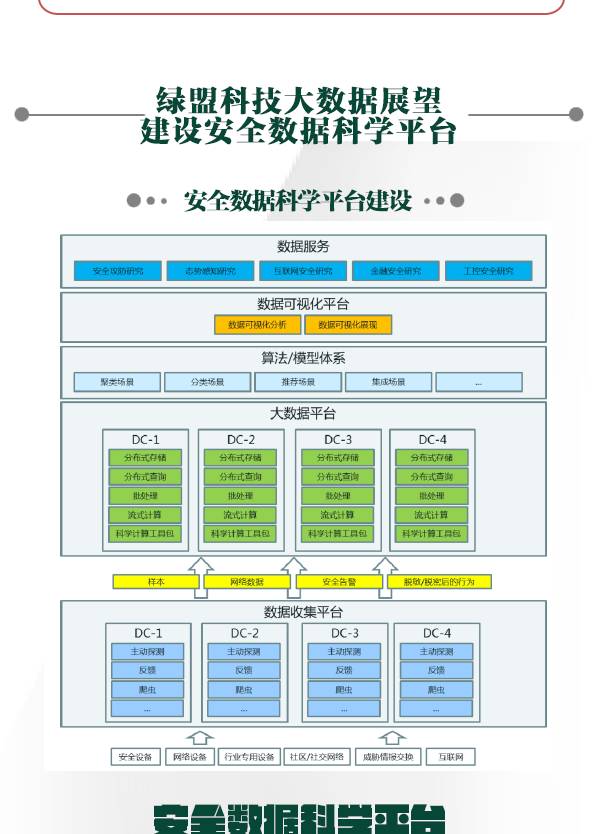 绿盟科技大数据展望
建设安全数据科学平台
安全数据科学平台建设
数据服务
安全攻防研究 态势感知研究 互联网安全研究 金融安全研究 工控安全研究
数据可视化平台
数据可视化分析 数据可视化展现
算法/模型体系
聚类场景 分类场景 推荐场景 集成场景 ...
大数据平台
DC-1 DC-2 DC-3 DC-4
分布式存储 分布式存储 分布式存储 分布式存储
分布式查询 分布式查询 分布式查询 分布式查询
批处理 批处理 批处理 批处理
流式计算 流式计算 流式计算 流式计算
科学计算工具包 科学计算工具包 科学计算工具包 科学计算工具包
样本 网络数据 安全告警 脱敏/脱密后的行为
数据收集平台
DC-1 DC-2 DC-3 DC-4
主动探测 主动探测 主动探测 主动探测
反馈 反馈 反馈 反馈
爬虫 爬虫 爬虫 爬虫
... ... ... ...
安全设备 网络设备 行业专用设备 社区/社交网络 威胁情报交换 互联网
安全数据科学平台